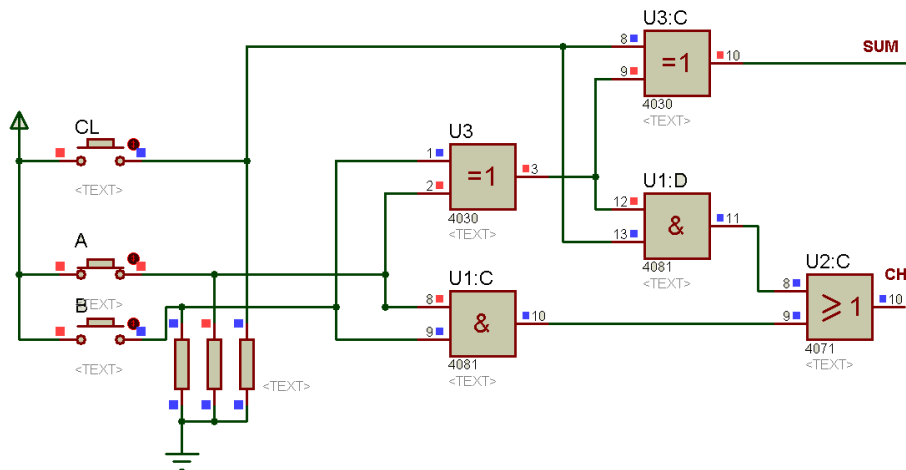 U3:C
8
9
=1
10
SUM
4030
<TEXT>
CL
<TEXT>
U3
1
2
=1
3
4030
<TEXT>
U1:D
12
13
&
11
4081
<TEXT>
A
<TEXT>
B
<TEXT>
U1:C
8
9
&
10
4081
<TEXT>
U2:C
8
9
≥1
10
CH
4071
<TEXT>
<TEXT>